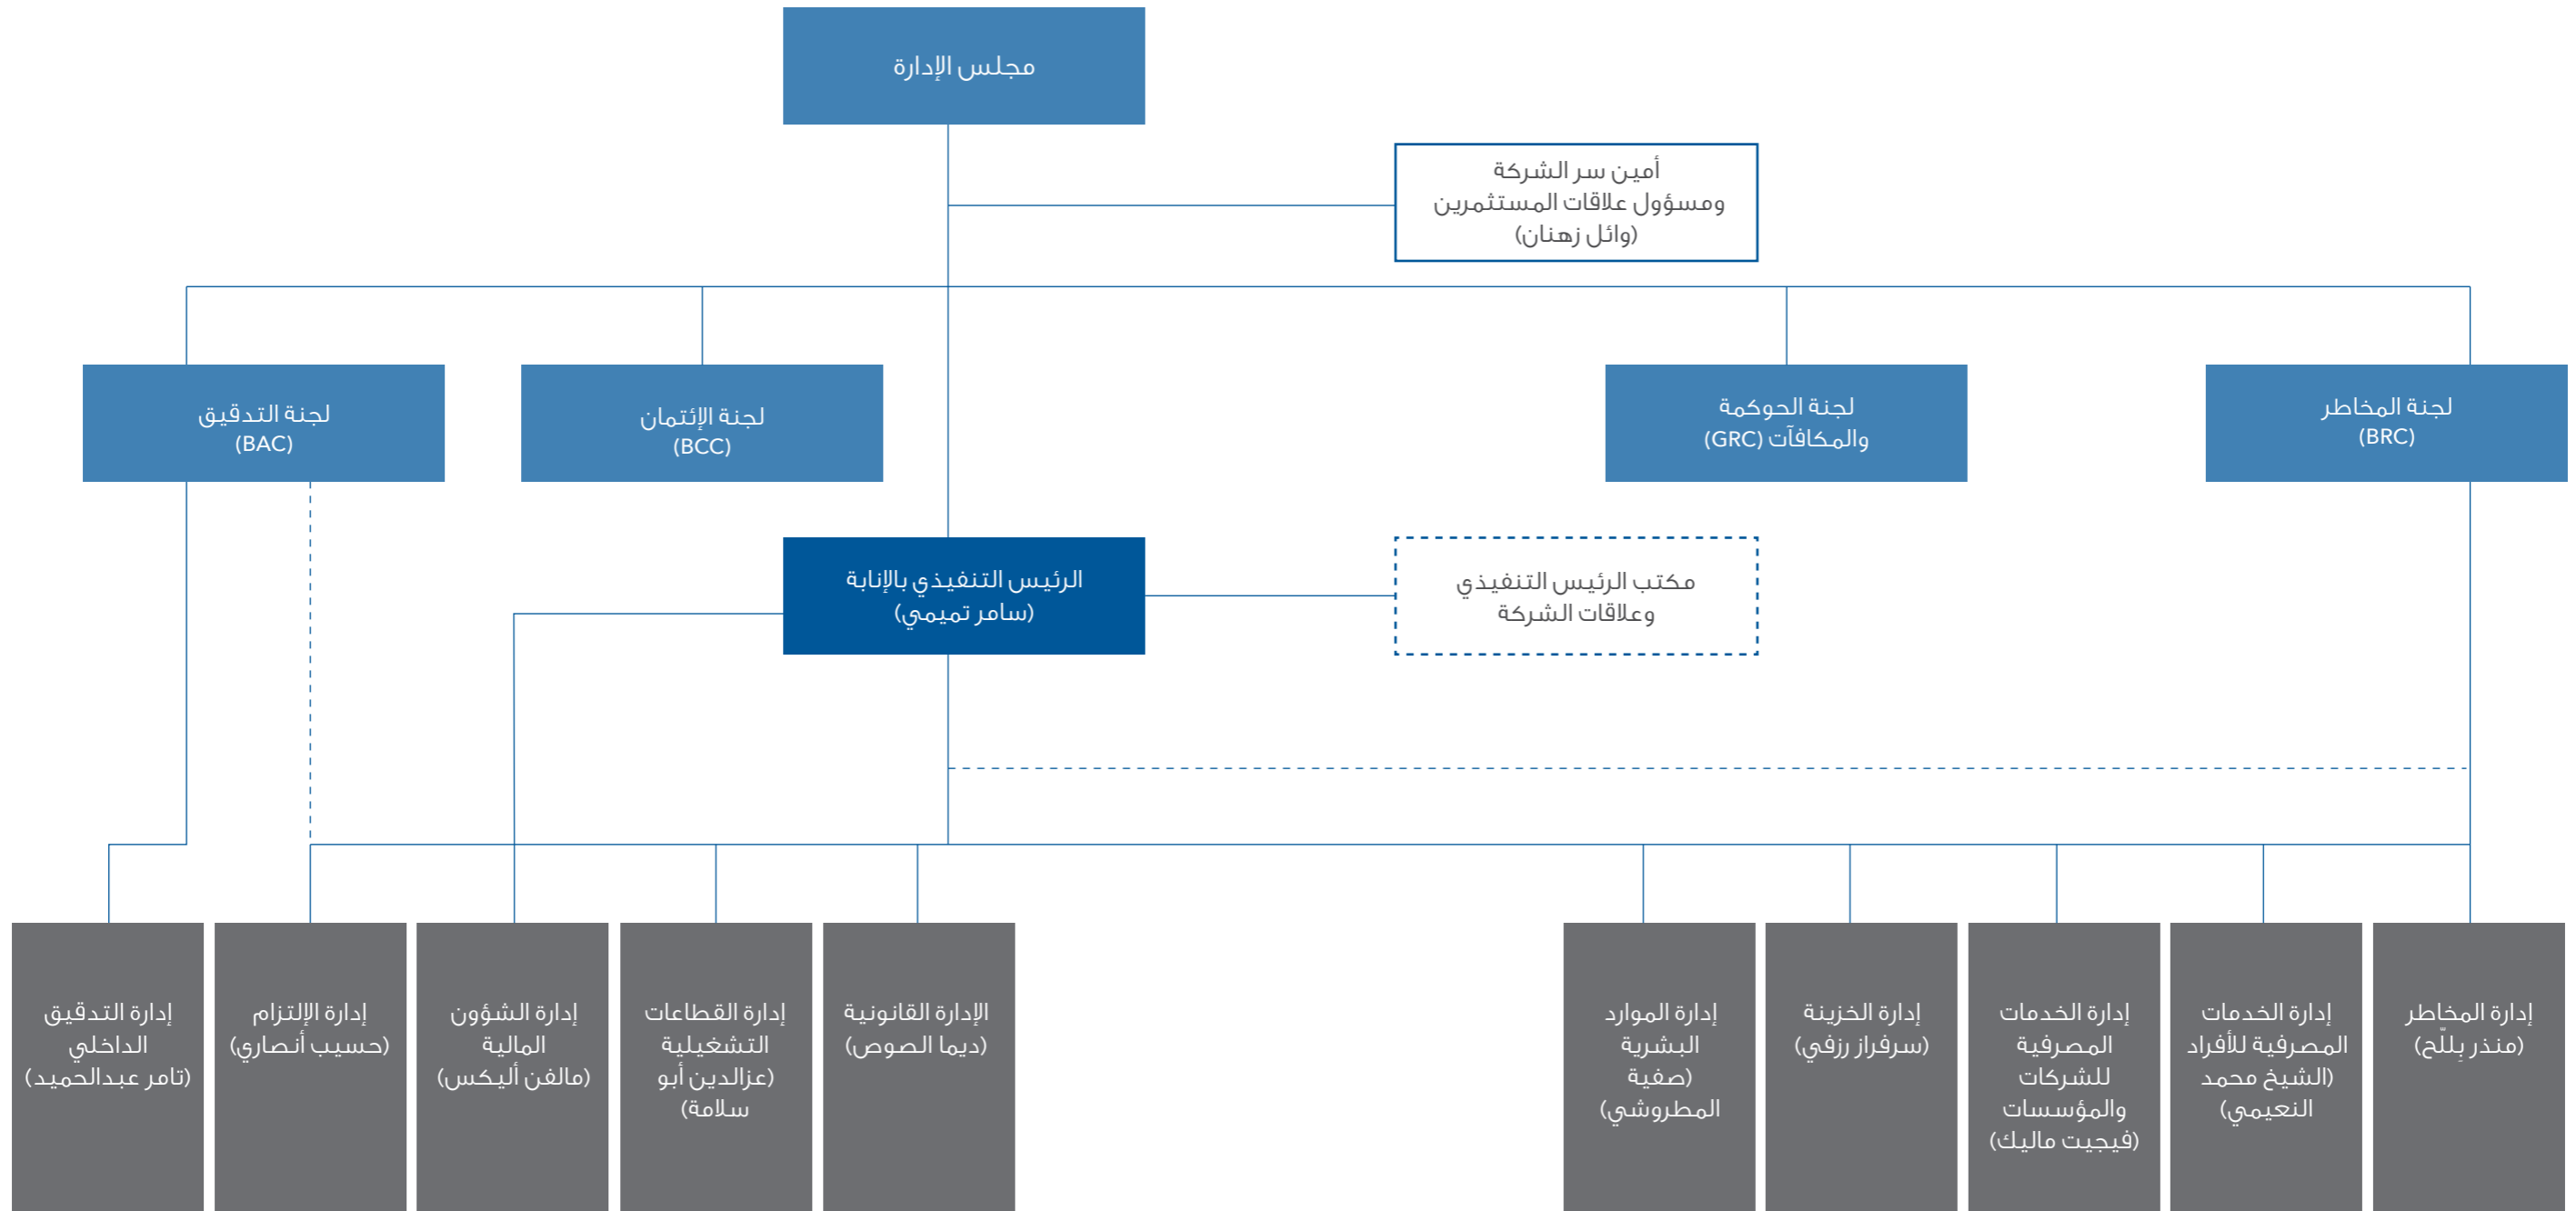 مجلس الإدارة
أمين سر الشركة
ومسؤول علاقات المستثمرين
(وائل زهنان)
لجنة المخاطر
(BRC)
لجنة الحوكمة
والمكافآت (GRC)
لجنة الإئتمان
(BCC)
لجنة التدقيق
(BAC)
الرئيس التنفيذي بالإنابة
(سامر تميمي)
مكتب الرئيس التنفيذي
وعلاقات الشركة
إدارة المخاطر
(منذر بِللّح)
إدارة الخدمات
المصرفية للأفراد
(الشيخ محمد
النعيمي)
إدارة الخدمات
المصرفية
للشركات
والمؤسسات
(فيجيت ماليك)
إدارة الخزينة
(سرفراز رزفي)
إدارة الموارد
البشرية
(صفية
المطروشي)
الإدارة القانونية
(ديما الصوص)
إدارة القطاعات
التشغيلية
(عزالدين أبو
سلامة)
إدارة الشؤون
المالية
(مالفن أليكس)
إدارة الإلتزام
(حسيب أنصاري)
إدارة التدقيق
الداخلي
(تامر عبدالحميد)